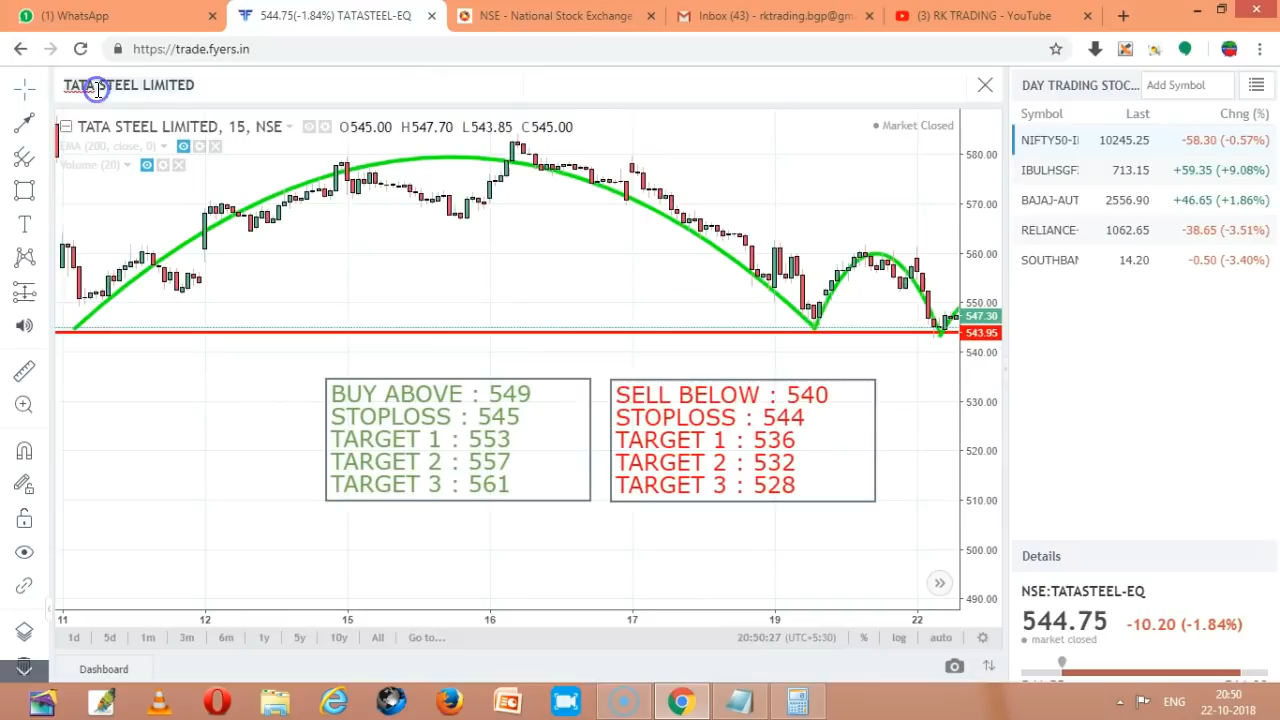 (1) WhatsApp
544.75(-1.84%) TATASTEEL-EQ
NSE - National Stock Exchange
Inbox (43) - rktrading.bgp@gm
(3) RK TRADING - YouTube
https://trade.fyers.in
TATA STEEL LIMITED
DAY TRADING STOC...
Add Symbol
TATA STEEL LIMITED, 15, NSE
O545.00 H547.70 L543.85 C545.00
Market Closed
EMA (200, close, 0)
Volume (20)
Symbol Last Chng (%)
NIFTY50-I 10245.25 -58.30 (-0.57%)
IBULHSGF 713.15 +59.35 (+9.08%)
BAJAJ-AUT 2556.90 +46.65 (+1.86%)
RELIANCE- 1062.65 -38.65 (-3.51%)
SOUTHBAN 14.20 -0.50 (-3.40%)
580.00
570.00
560.00
550.00
547.30
543.95
540.00
530.00
520.00
510.00
500.00
490.00
BUY ABOVE : 549
STOPLOSS : 545
TARGET 1 : 553
TARGET 2 : 557
TARGET 3 : 561
SELL BELOW : 540
STOPLOSS : 544
TARGET 1 : 536
TARGET 2 : 532
TARGET 3 : 528
11 12 15 16 17 19 22
1d 5d 1m 3m 6m 1y 5y 10y All Go to...
20:50:27 (UTC+5:30) % log auto
Dashboard
Details
NSE:TATASTEEL-EQ
544.75 -10.20 (-1.84%)
market closed
ENG
20:50
22-10-2018